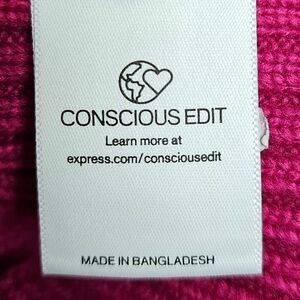 CONSCIOUS EDIT
Learn more at
express.com/consciousedit
MADE IN BANGLADESH